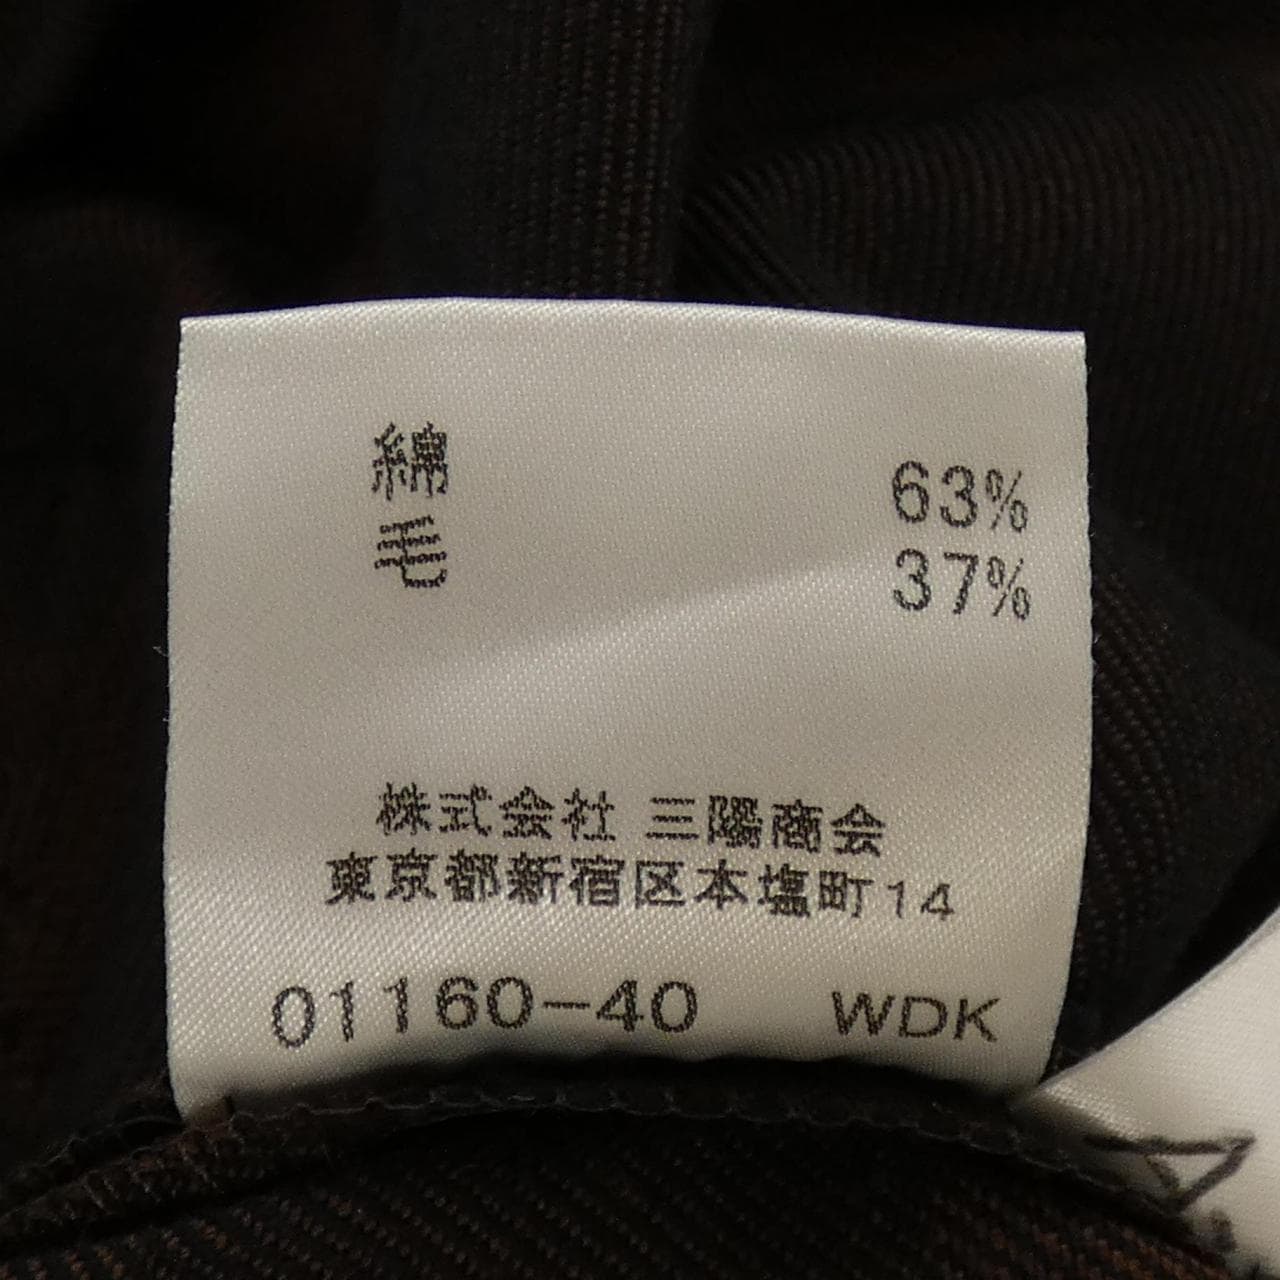 綿 63%
毛 37%
株式会社 三陽商会
東京都新宿区本塩町14
01160-40 WDK